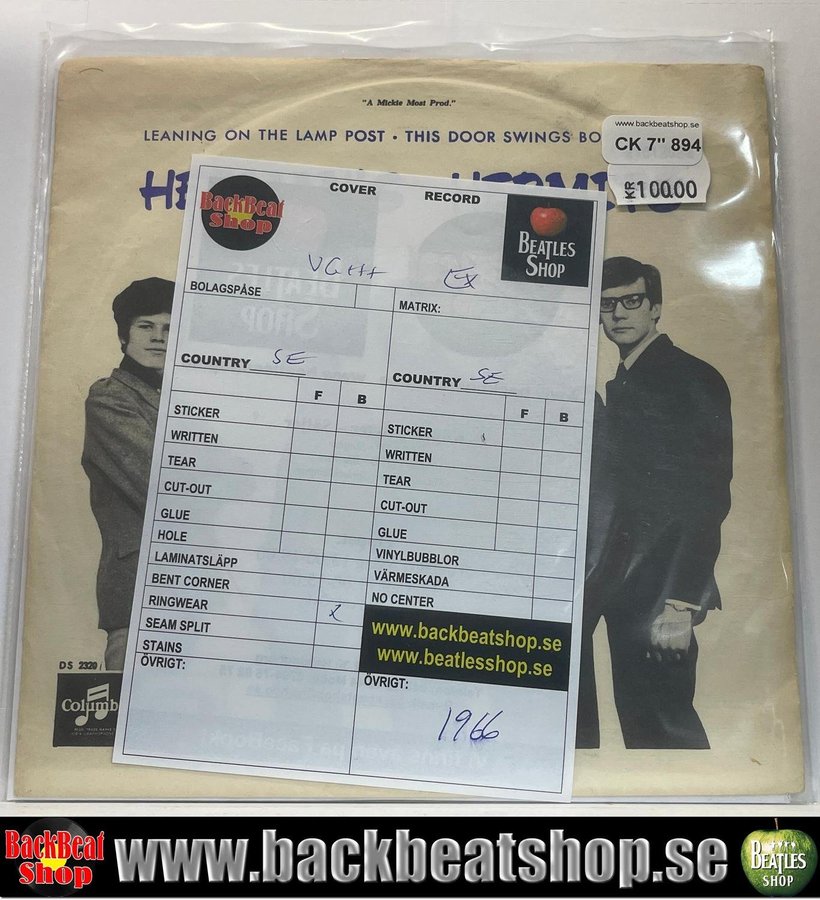 "A Mickie Most Prod."
LEANING ON THE LAMP POST • THIS DOOR SWINGS BO
www.backbeatshop.se
CK 7" 894
KR 100.00
BackBeat
Shop
COVER
RECORD
BEATLES
SHOP
VG+++
EX
BOLAGSPÅSE
MATRIX:
COUNTRY SE
COUNTRY SE
F B
F B
STICKER
WRITTEN
TEAR
CUT-OUT
GLUE
HOLE
LAMINATSLÄPP
BENT CORNER
RINGWEAR x
SEAM SPLIT
STAINS
ÖVRIGT:
STICKER
WRITTEN
TEAR
CUT-OUT
GLUE
VINYLBUBBLOR
VÄRMESKADA
NO CENTER
www.backbeatshop.se
www.beatlesshop.se
ÖVRIGT:
1966
DS 2320
Columb
BackBeat
Shop
www.backbeatshop.se
BEATLES
SHOP